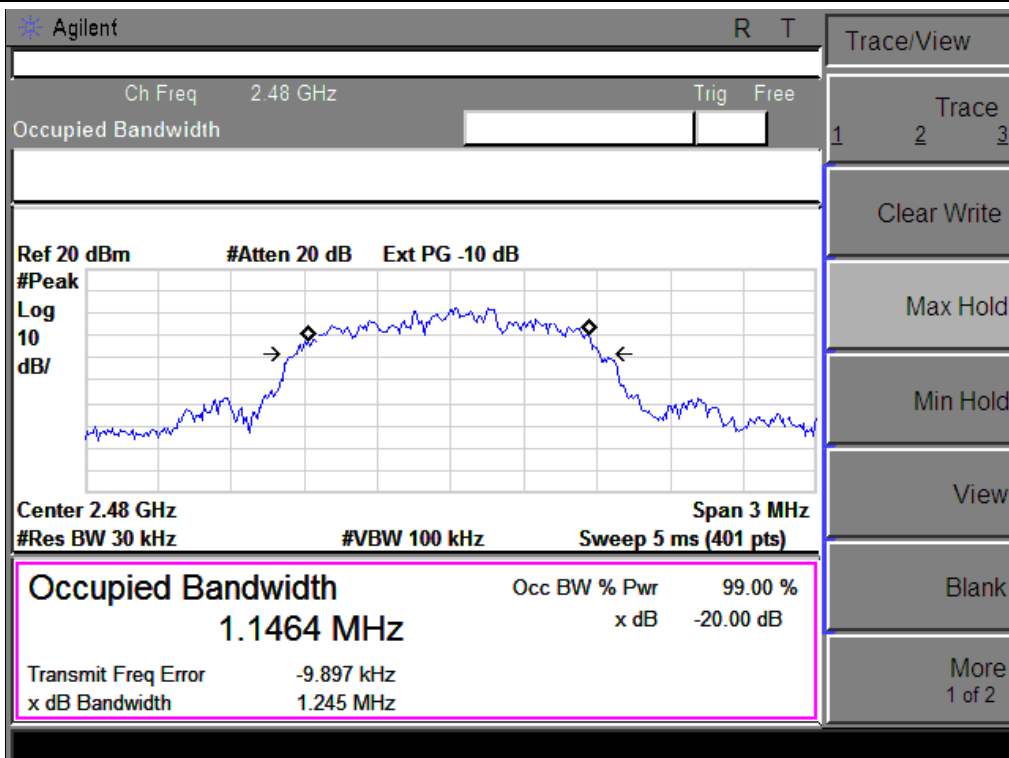 Agilent R T
Ch Freq 2.48 GHz Trig Free
Occupied Bandwidth
Ref 20 dBm #Atten 20 dB Ext PG -10 dB
#Peak
Log
10
dB/
Center 2.48 GHz Span 3 MHz
#Res BW 30 kHz #VBW 100 kHz Sweep 5 ms (401 pts)
Occupied Bandwidth Occ BW % Pwr 99.00 %
1.1464 MHz x dB -20.00 dB
Transmit Freq Error -9.897 kHz
x dB Bandwidth 1.245 MHz
Trace/View
Trace
1 2 3
Clear Write
Max Hold
Min Hold
View
Blank
More
1 of 2